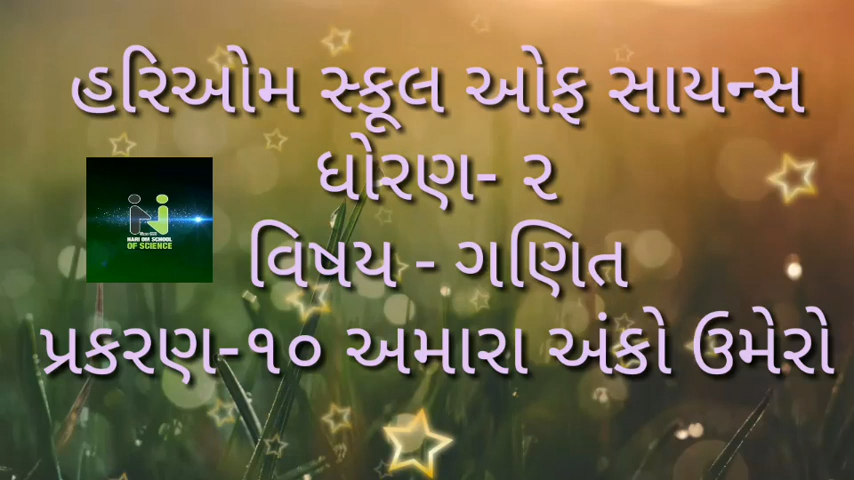 હરિઓમ સ્કૂલ ઓફ સાયન્સ
ધોરણ- ૨
HARI OM SCHOOL
OF SCIENCE
વિષય - ગણિત
પ્રકરણ-૧૦ અમારા અંકો ઉમેરો